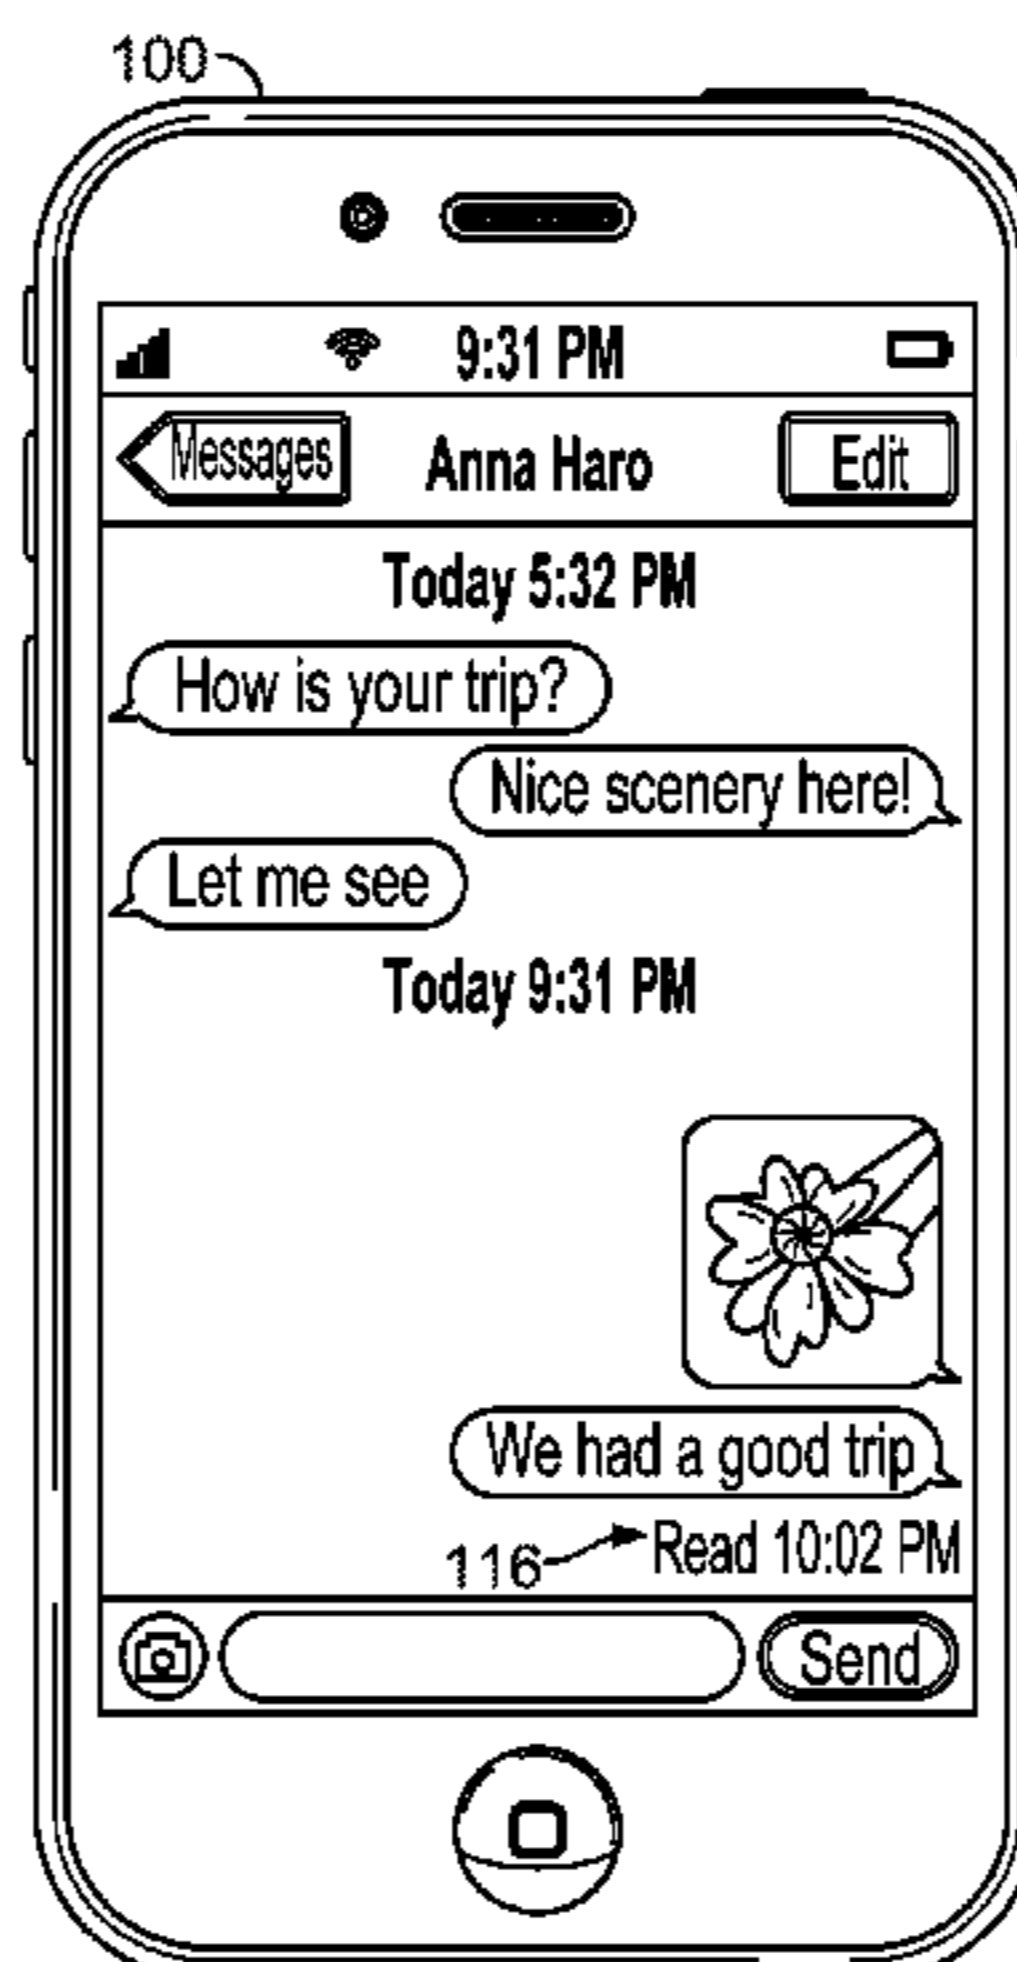 100
9:31 PM
Messages Anna Haro Edit
Today 5:32 PM
How is your trip?
Nice scenery here!
Let me see
Today 9:31 PM
We had a good trip
116 Read 10:02 PM
Send